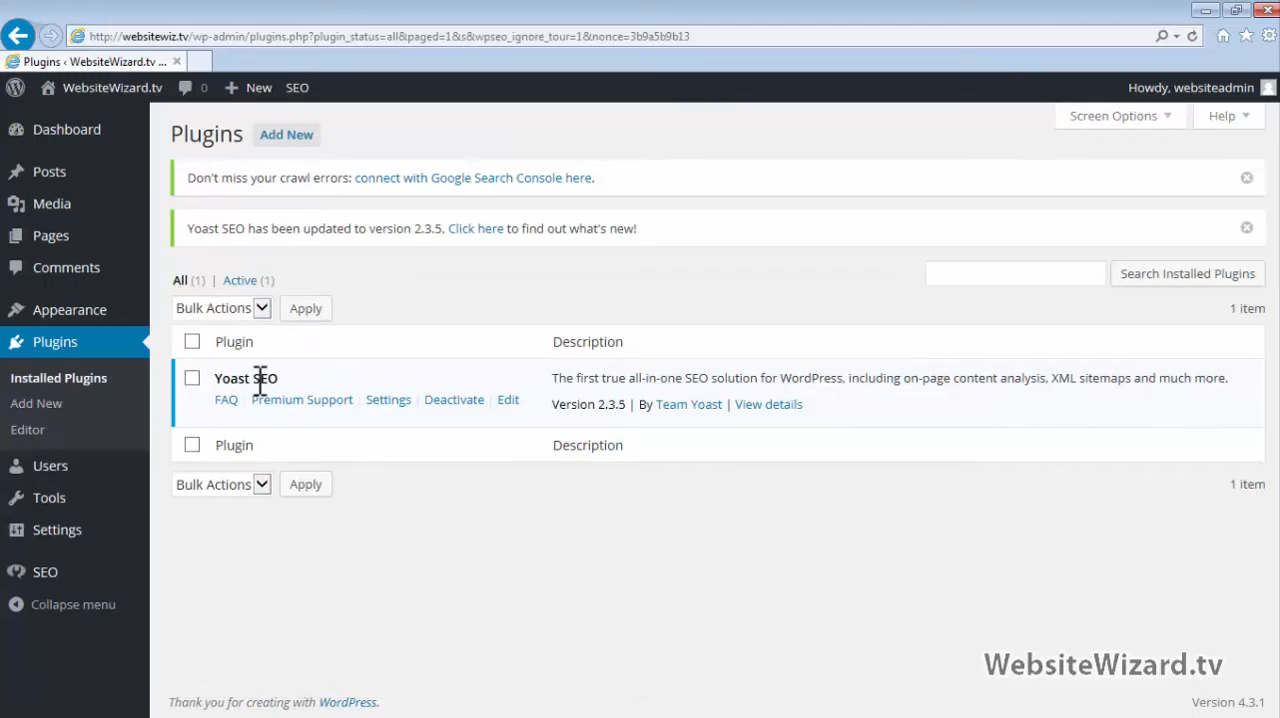 http://websitewiz.tv/wp-admin/plugins.php?plugin_status=all&paged=1&s&wpseo_ignore_tour=1&nonce=3b9a5b9b13
Plugins ‹ WebsiteWizard.tv ...
WebsiteWizard.tv 0 New SEO Howdy, websiteadmin
Screen Options Help
Dashboard
Posts
Media
Pages
Comments
Appearance
Plugins
Installed Plugins
Add New
Editor
Users
Tools
Settings
SEO
Collapse menu
Plugins Add New
Don't miss your crawl errors: connect with Google Search Console here.
Yoast SEO has been updated to version 2.3.5. Click here to find out what's new!
All (1) | Active (1)
Search Installed Plugins
Bulk Actions Apply 1 item
Plugin Description
Yoast SEO The first true all-in-one SEO solution for WordPress, including on-page content analysis, XML sitemaps and much more.
FAQ | Premium Support | Settings | Deactivate | Edit Version 2.3.5 | By Team Yoast | View details
Plugin Description
Bulk Actions Apply 1 item
WebsiteWizard.tv
Thank you for creating with WordPress. Version 4.3.1